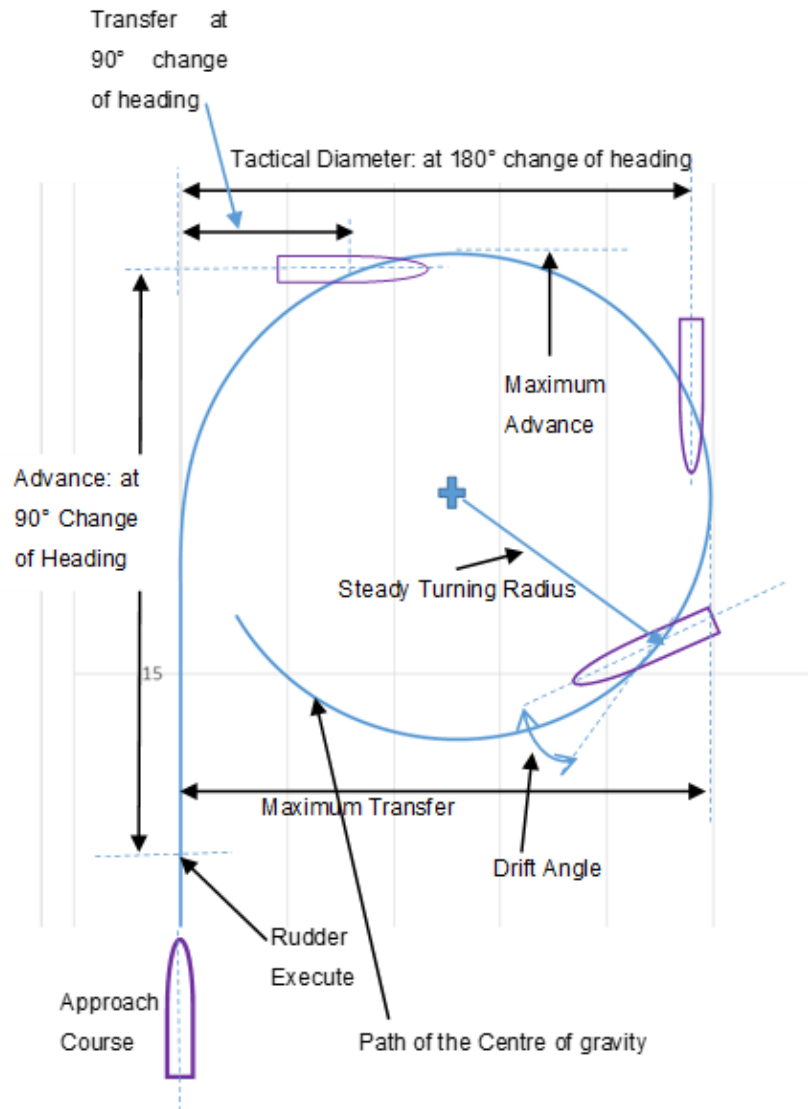 Transfer at
90° change
of heading
Tactical Diameter: at 180° change of heading
Maximum
Advance
Advance: at
90° Change
of Heading
Steady Turning Radius
15
Maximum Transfer
Drift Angle
Rudder
Execute
Approach
Course
Path of the Centre of gravity